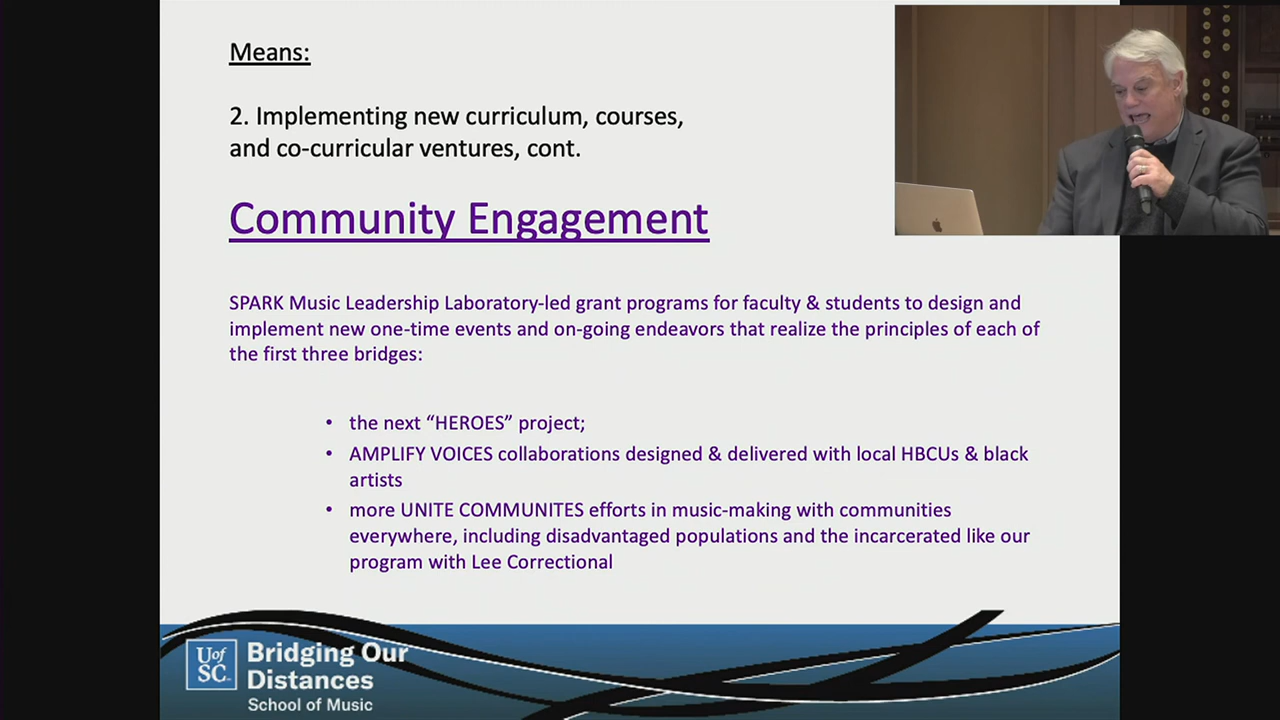 Means:
2. Implementing new curriculum, courses,
and co-curricular ventures, cont.
Community Engagement
SPARK Music Leadership Laboratory-led grant programs for faculty & students to design and
implement new one-time events and on-going endeavors that realize the principles of each of
the first three bridges:
• the next “HEROES” project;
• AMPLIFY VOICES collaborations designed & delivered with local HBCUs & black
artists
• more UNITE COMMUNITES efforts in music-making with communities
everywhere, including disadvantaged populations and the incarcerated like our
program with Lee Correctional
UofSC
Bridging Our
Distances
School of Music